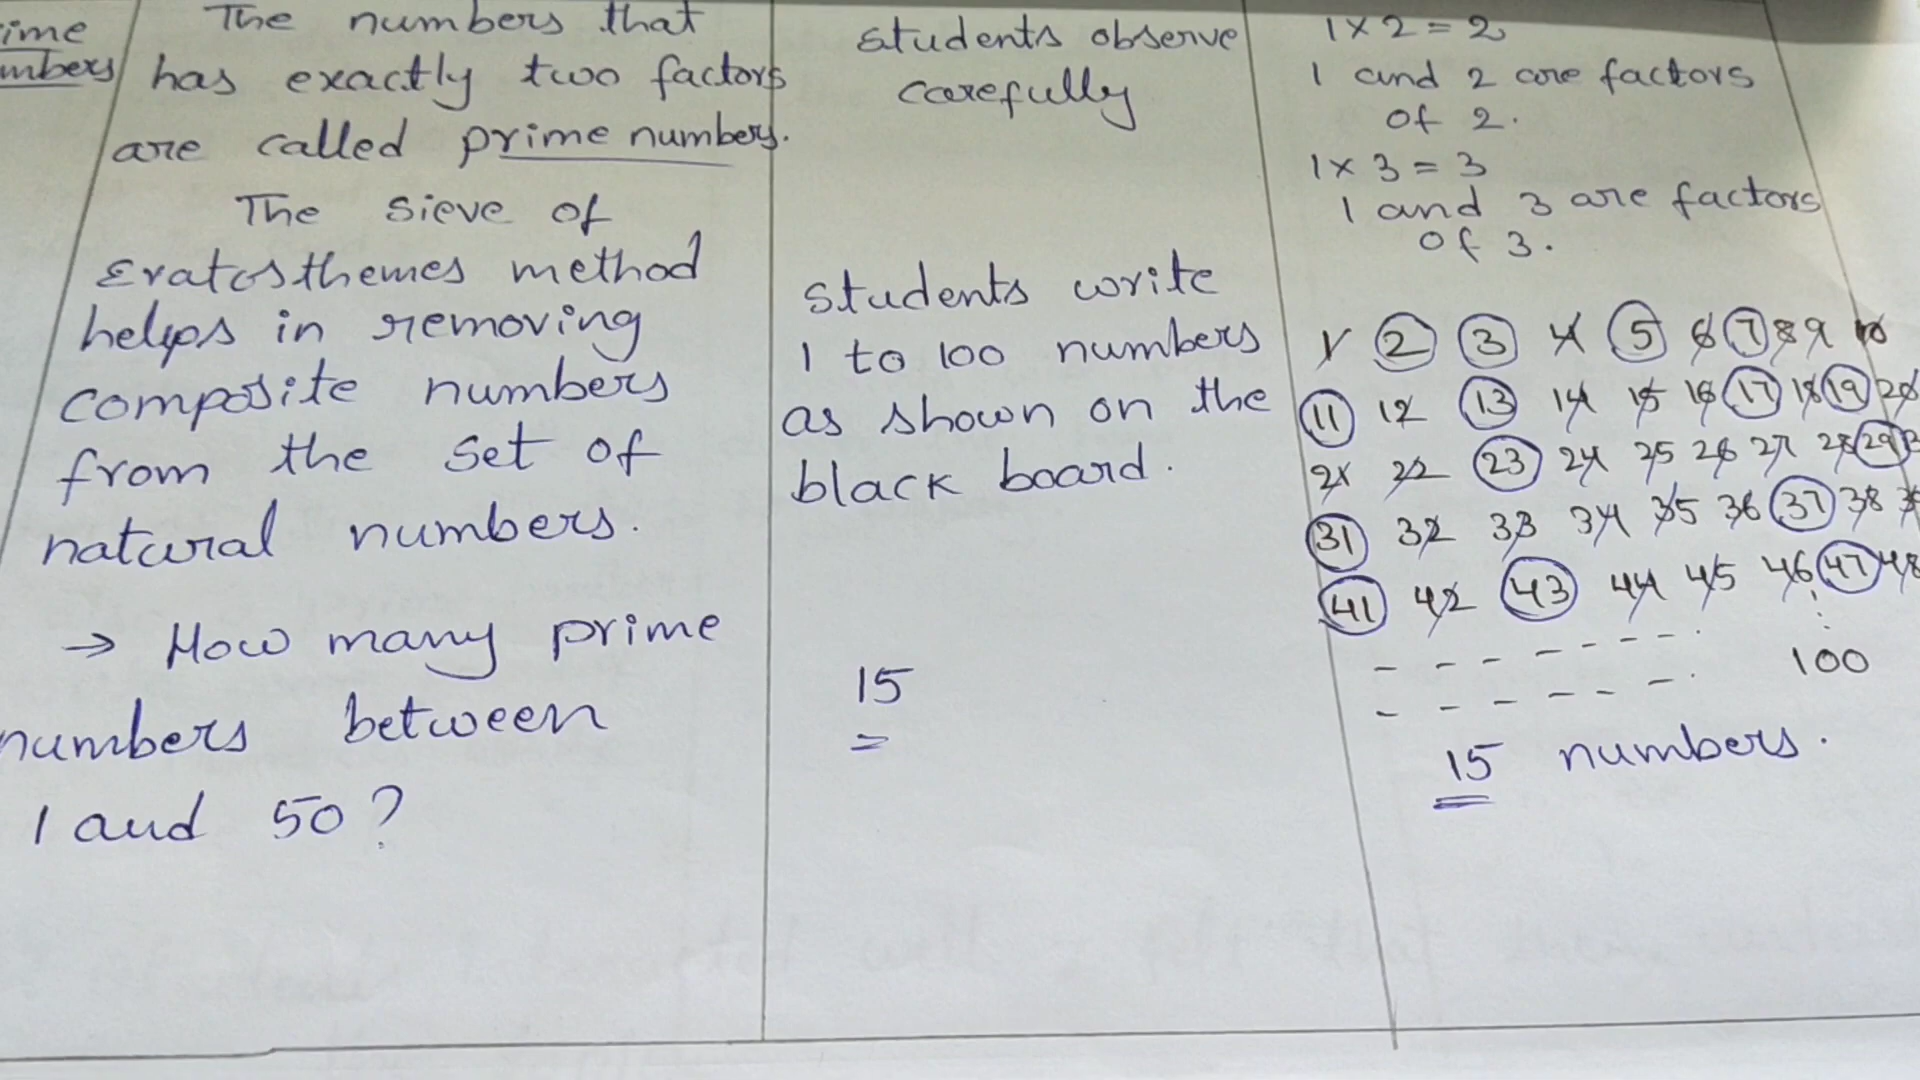 The numbers that
has exactly two factors
are called prime numbers.
The sieve of
Eratosthemes method
helps in removing
composite numbers
from the set of
natural numbers.
→ How many prime
numbers between
1 and 50?
students observe
carefully
students write
1 to 100 numbers
as shown on the
black board.
15
1 x 2 = 2
1 and 2 are factors
of 2.
1 x 3 = 3
1 and 3 are factors
of 3.
1 2 3 4 5 6 7 8 9 10
11 12 13 14 15 16 17 18 19 20
21 22 23 24 25 26 27 28 29
31 32 33 34 35 36 37 38
41 42 43 44 45 46 47 48
100
15 numbers.